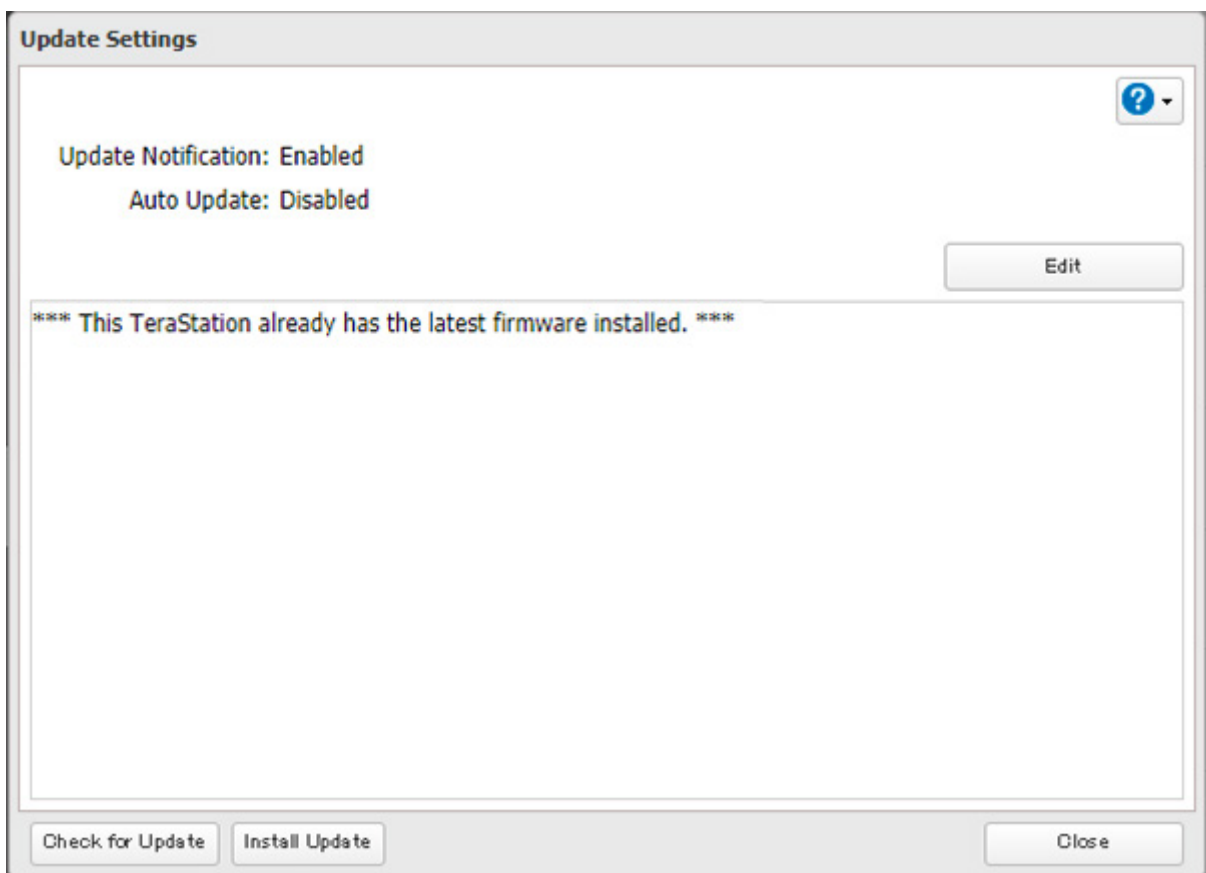 Update Settings
?
Update Notification: Enabled
Auto Update: Disabled
Edit
*** This TeraStation already has the latest firmware installed. ***
Check for Update Install Update Close